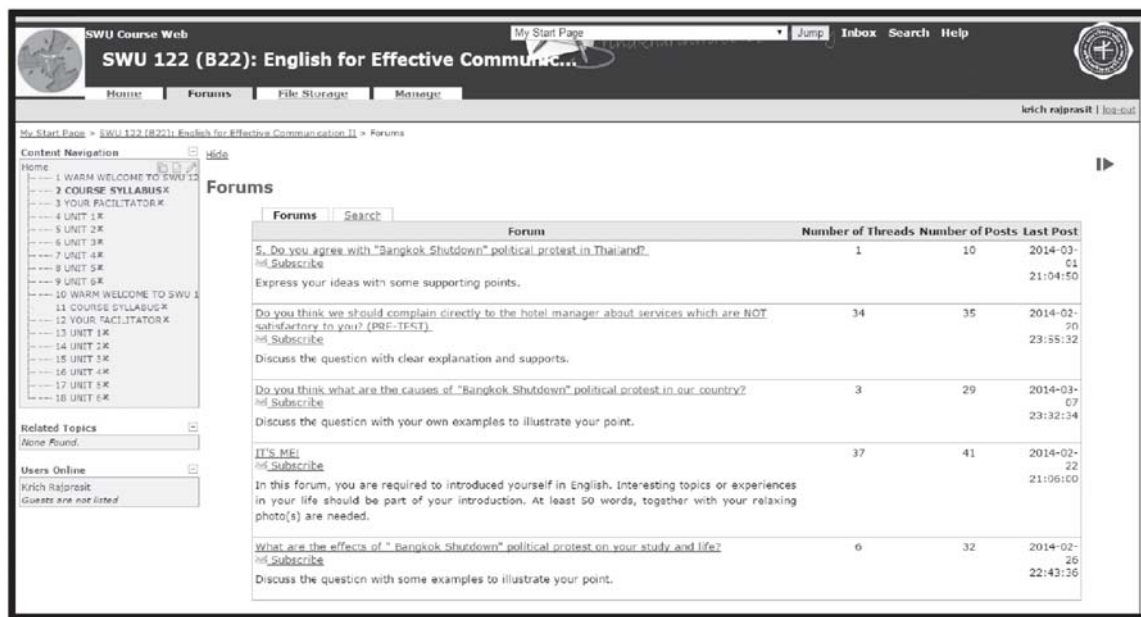 SWU Course Web
My Start Page
Jump
Inbox Search Help
SWU 122 (B22): English for Effective Communic...
Home Forums File Storage Manage
krich rajprasit | log-out
My Start Page > SWU 122 (B22): English for Effective Communication II > Forums
Content Navigation
Home
1 WARM WELCOME TO SWU 12
2 COURSE SYLLABUS
3 YOUR FACILITATOR
4 UNIT 1
5 UNIT 2
6 UNIT 3
7 UNIT 4
8 UNIT 5
9 UNIT 6
10 WARM WELCOME TO SWU 1
11 COURSE SYLLABUS
12 YOUR FACILITATOR
13 UNIT 1
14 UNIT 2
15 UNIT 3
16 UNIT 4
17 UNIT 5
18 UNIT 6
Related Topics
None Found.
Users Online
Krich Rajprasit
Guests are not listed
Hide
Forums
Forums Search
Forum Number of Threads Number of Posts Last Post
5. Do you agree with "Bangkok Shutdown" political protest in Thailand? 1 10 2014-03-
Subscribe 01
Express your ideas with some supporting points. 21:04:50
Do you think we should complain directly to the hotel manager about services which are NOT 34 35 2014-02-
satisfactory to you? (PRE-TEST) 20
Subscribe 23:55:32
Discuss the question with clear explanation and supports.
Do you think what are the causes of "Bangkok Shutdown" political protest in our country? 3 29 2014-03-
Subscribe 07
Discuss the question with your own examples to illustrate your point. 23:32:34
IT'S ME! 37 41 2014-02-
Subscribe 22
In this forum, you are required to introduced yourself in English. Interesting topics or experiences 21:06:00
in your life should be part of your introduction. At least 50 words, together with your relaxing
photo(s) are needed.
What are the effects of " Bangkok Shutdown" political protest on your study and life? 6 32 2014-02-
Subscribe 26
Discuss the question with some examples to illustrate your point. 22:43:36